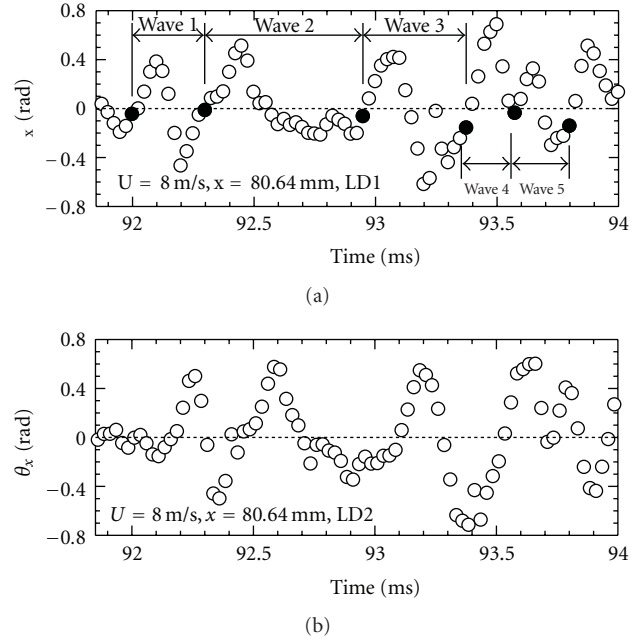 0.8
Wave 1
Wave 2
Wave 3
0.4
0
−0.4
−0.8
x (rad)
Wave 4
Wave 5
U = 8 m/s, x = 80.64 mm, LD1
92
92.5
93
93.5
94
Time (ms)
(a)
0.8
0.4
0
−0.4
−0.8
θx (rad)
U = 8 m/s, x = 80.64 mm, LD2
92
92.5
93
93.5
94
Time (ms)
(b)